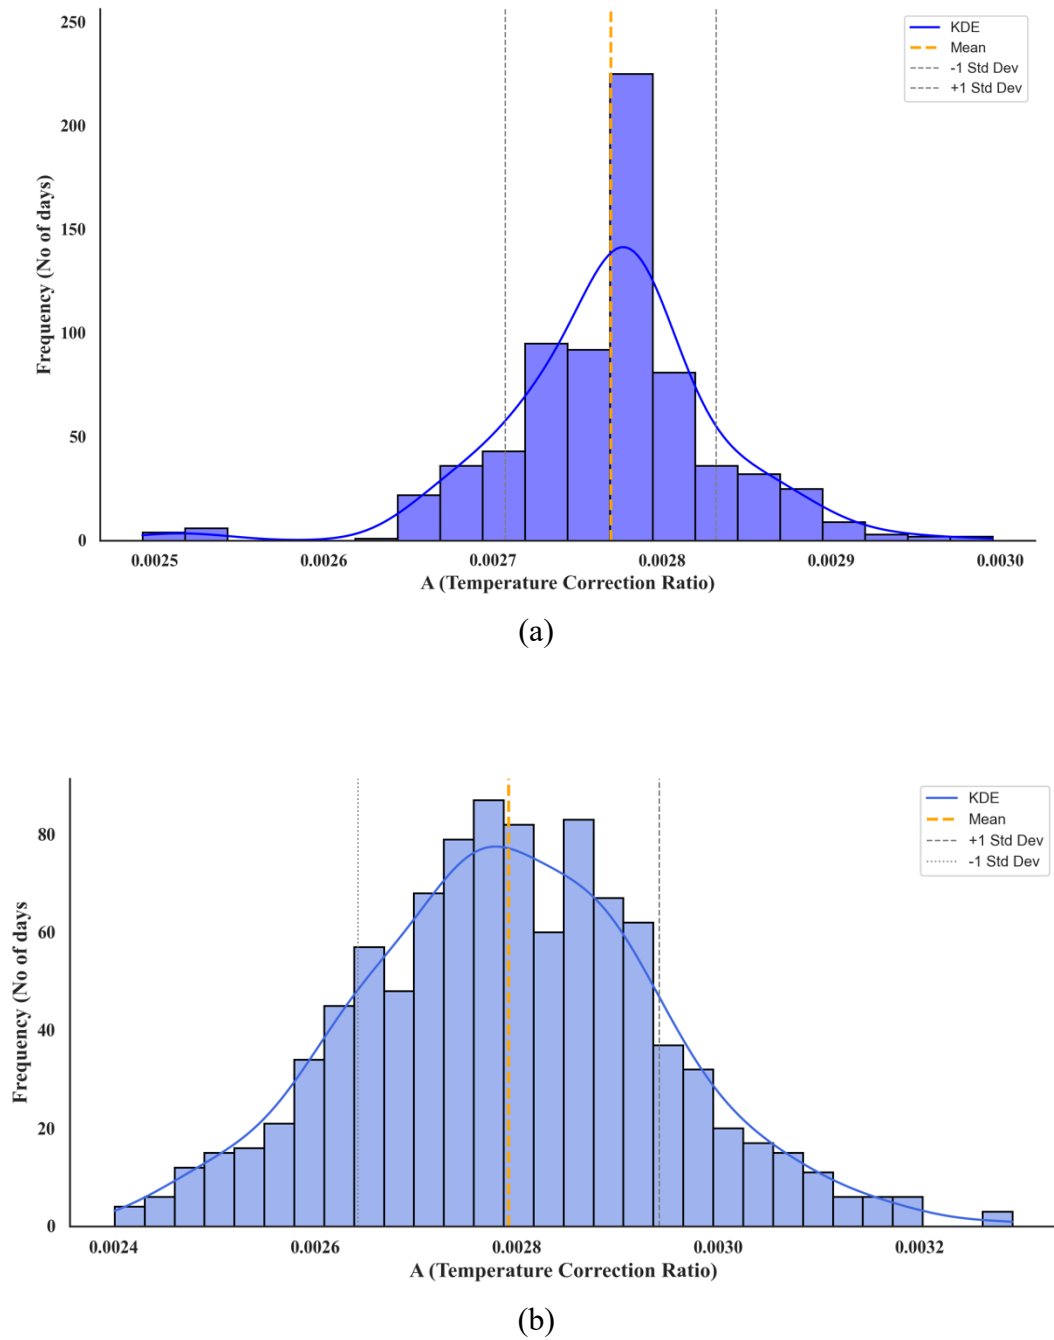 250
200
150
100
50
0
Frequency (No of days)
KDE
Mean
-1 Std Dev
+1 Std Dev
0.0025 0.0026 0.0027 0.0028 0.0029 0.0030
A (Temperature Correction Ratio)
(a)
80
60
40
20
0
Frequency (No of days
KDE
Mean
+1 Std Dev
-1 Std Dev
0.0024 0.0026 0.0028 0.0030 0.0032
A (Temperature Correction Ratio)
(b)